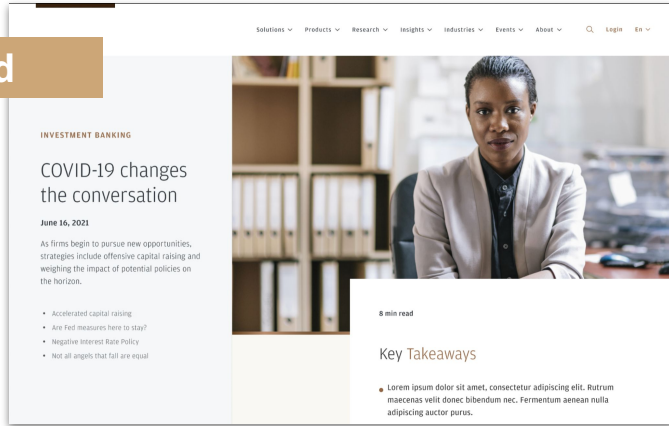 Solutions Products Research Insights Industries Events About Login En
d
INVESTMENT BANKING
COVID-19 changes
the conversation
June 16, 2021
As firms begin to pursue new opportunities,
strategies include offensive capital raising and
weighing the impact of potential policies on
the horizon.
• Accelerated capital raising
• Are Fed measures here to stay?
• Negative Interest Rate Policy
• Not all angels that fall are equal
8 min read
Key Takeaways
• Lorem ipsum dolor sit amet, consectetur adipiscing elit. Rutrum
maecenas velit donec bibendum nec. Fermentum aenean nulla
adipiscing auctor purus.